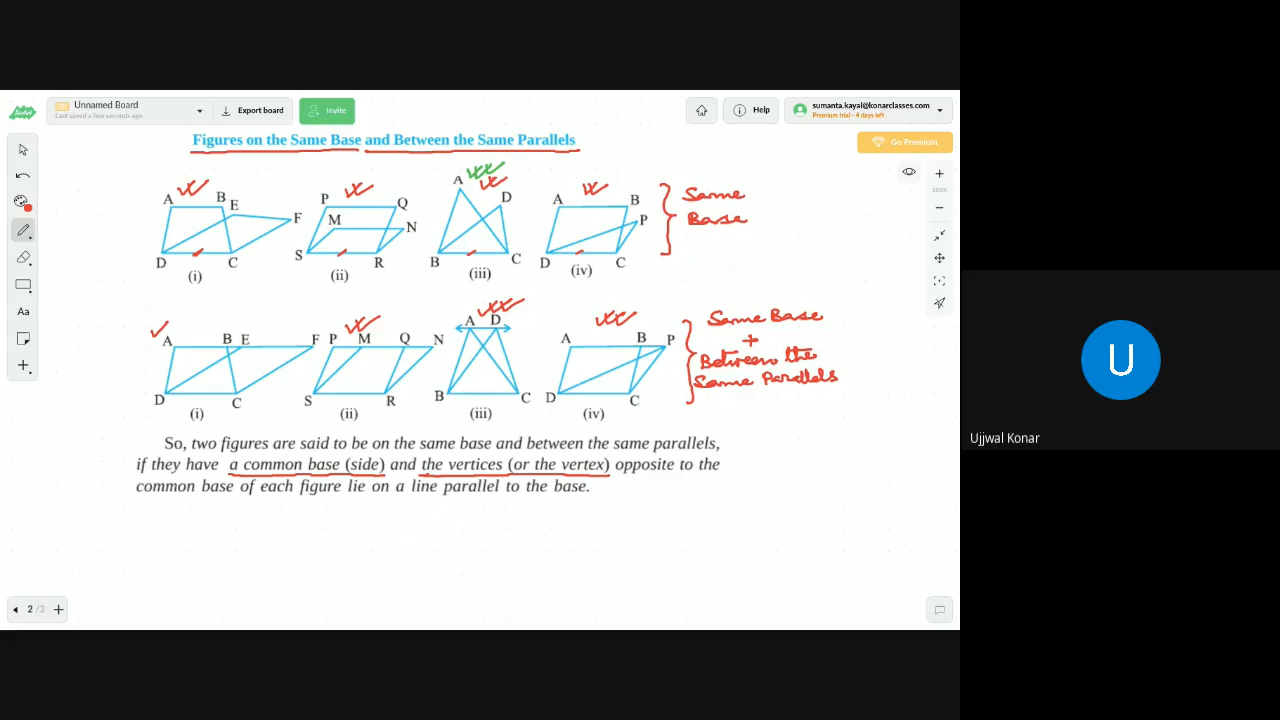 Unnamed Board
Last saved a few seconds ago
Export board
Invite
Help
sumanta.kayal@konarclasses.com
Premium trial - 4 days left
Go Premium
Figures on the Same Base and Between the Same Parallels
A B E F D C
(i)
P Q M N S R
(ii)
A D B C
(iii)
A B P D C
(iv)
Same
Base
100%
Aa
A B E F D C
(i)
P M Q N S R
(ii)
A D B C
(iii)
A B P D C
(iv)
Same Base
+
Between the
Same Parallels
So, two figures are said to be on the same base and between the same parallels,
if they have a common base (side) and the vertices (or the vertex) opposite to the
common base of each figure lie on a line parallel to the base.
2 / 2
U
Ujjwal Konar